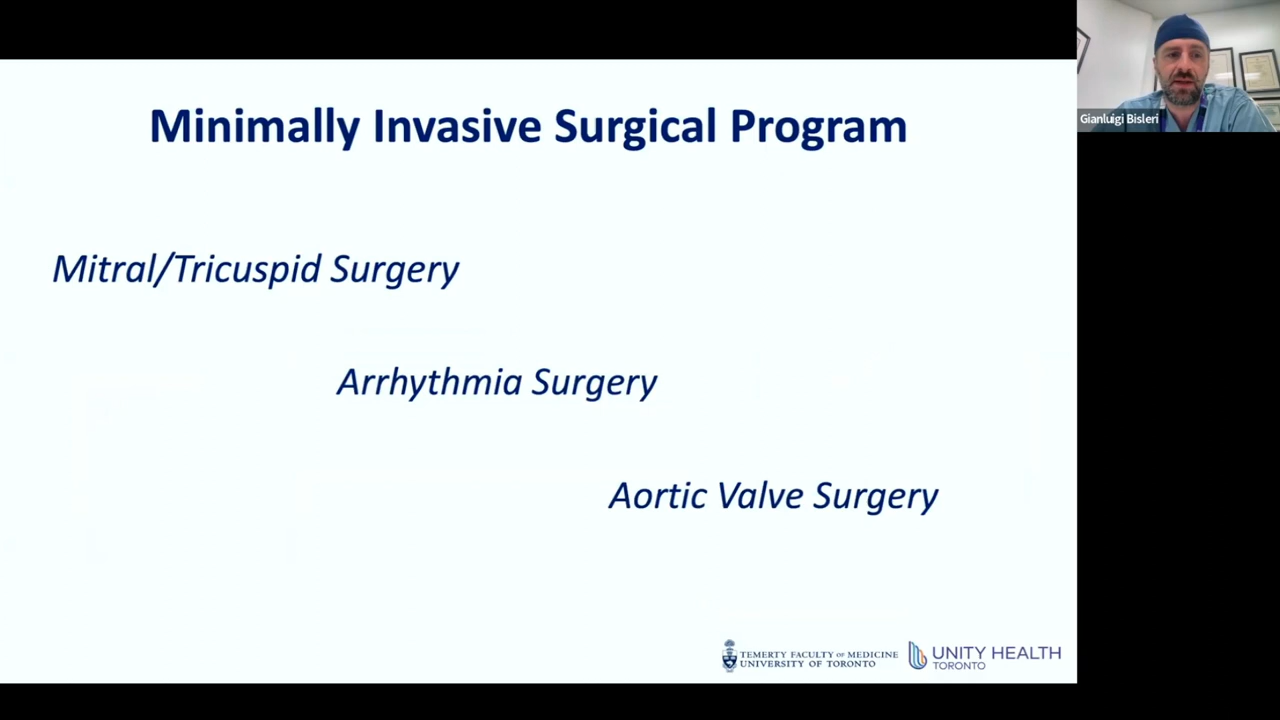 Minimally Invasive Surgical Program
Gianluigi Bisleri
Mitral/Tricuspid Surgery
Arrhythmia Surgery
Aortic Valve Surgery
TEMERTY FACULTY OF MEDICINE
UNIVERSITY OF TORONTO
UNITY HEALTH
TORONTO